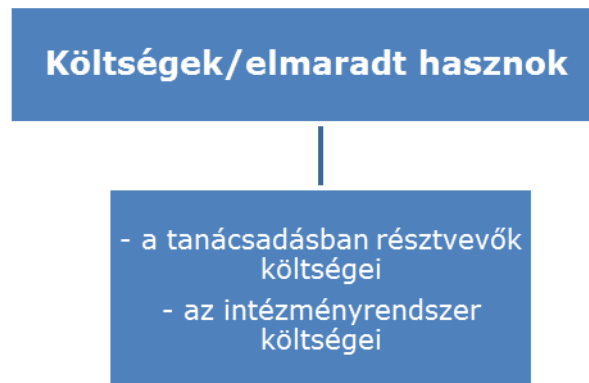 Költségek/elmaradt hasznok
- a tanácsadásban résztvevők
költségei
- az intézményrendszer
költségei